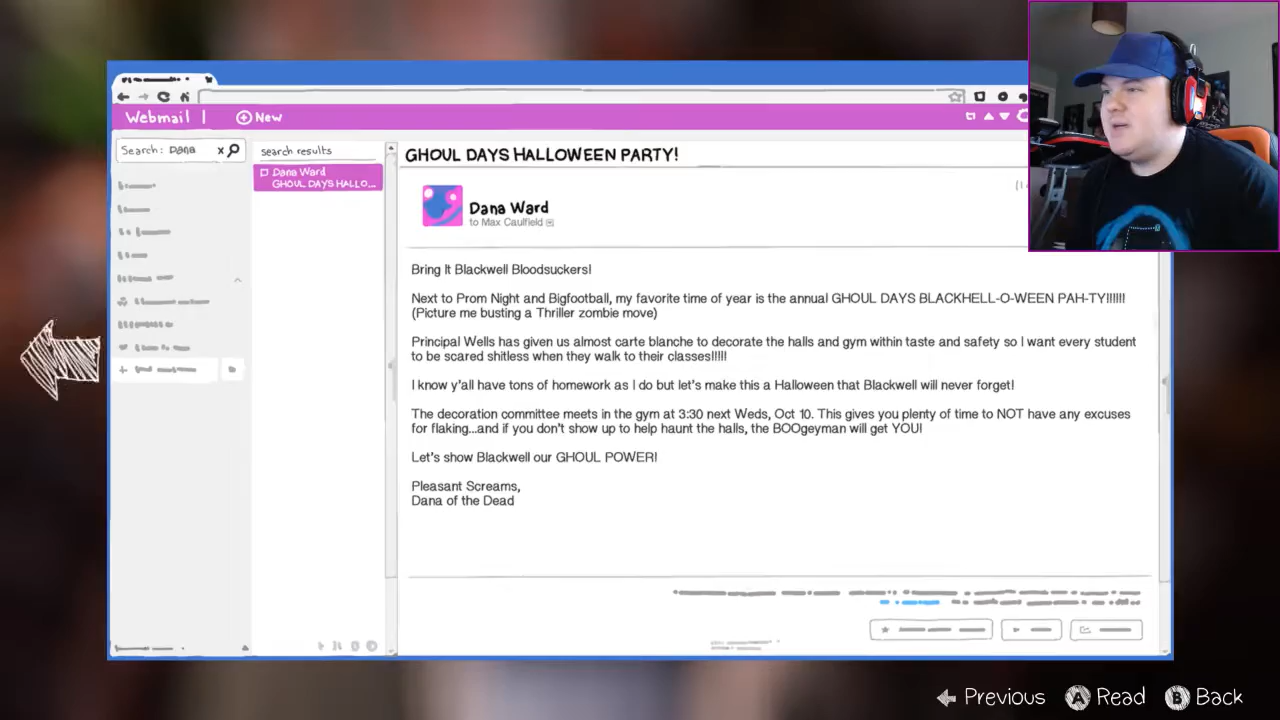 Webmail |
New
Search: Dana x
search results
GHOUL DAYS HALLOWEEN PARTY!
Dana Ward
GHOUL DAYS HALLO...
Dana Ward
to Max Caulfield
Bring It Blackwell Bloodsuckers!
Next to Prom Night and Bigfootball, my favorite time of year is the annual GHOUL DAYS BLACKHELL-O-WEEN PAH-TY!!!!!!
(Picture me busting a Thriller zombie move)
Principal Wells has given us almost carte blanche to decorate the halls and gym within taste and safety so I want every student
to be scared shitless when they walk to their classes!!!!!
I know y'all have tons of homework as I do but let's make this a Halloween that Blackwell will never forget!
The decoration committee meets in the gym at 3:30 next Weds, Oct 10. This gives you plenty of time to NOT have any excuses
for flaking...and if you don't show up to help haunt the halls, the BOOgeyman will get YOU!
Let's show Blackwell our GHOUL POWER!
Pleasant Screams,
Dana of the Dead
Previous
A Read
B Back